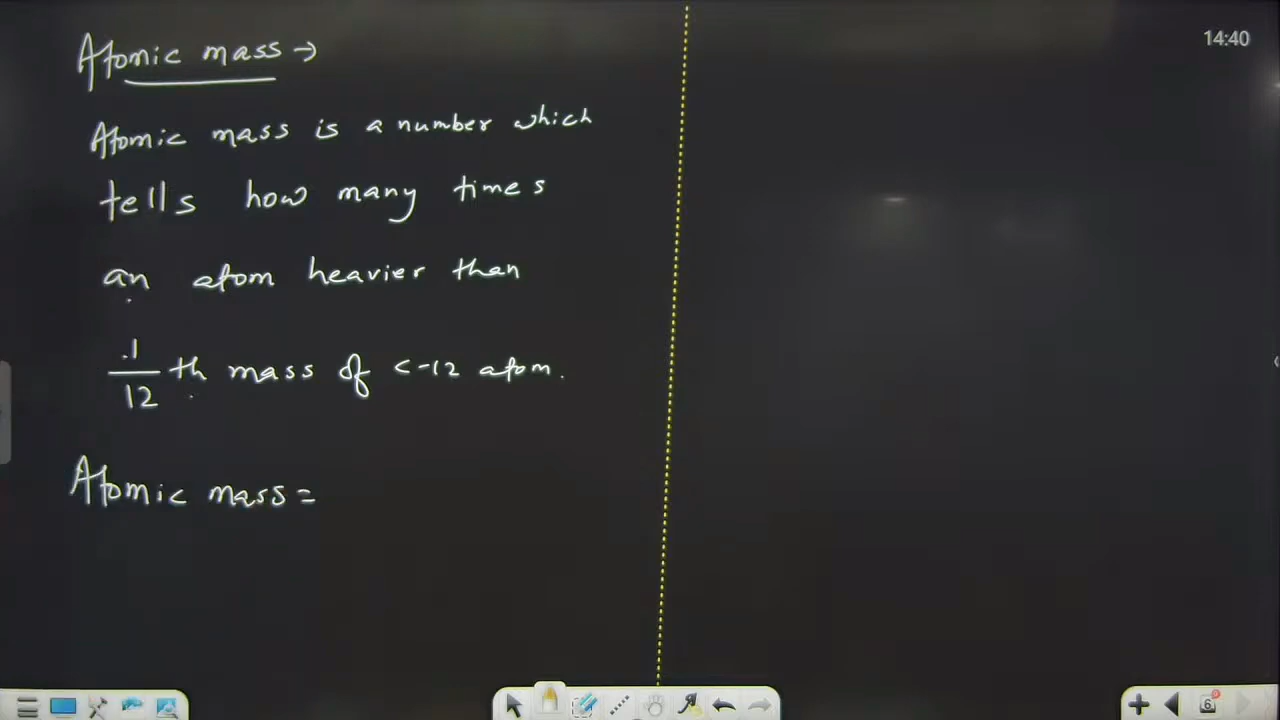 Atomic mass →
14:40
Atomic mass is a number which
tells how many times
an atom heavier than
1/12 th mass of C-12 atom.
Atomic mass =
6